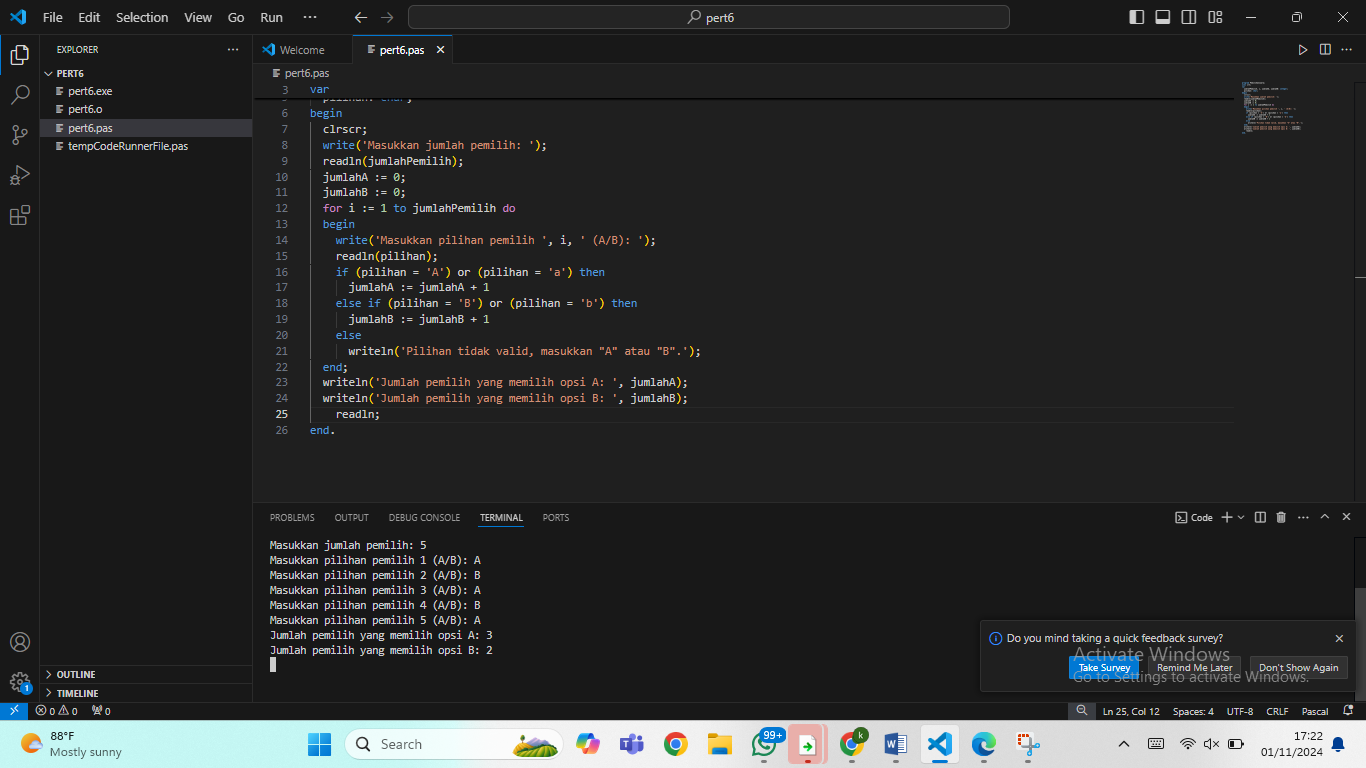 File Edit Selection View Go Run ··· pert6
EXPLORER ···
PERT6
pert6.exe
pert6.o
pert6.pas
tempCodeRunnerFile.pas
OUTLINE
TIMELINE
Welcome pert6.pas
pert6.pas
3 var
6 begin
7 clrscr;
8 write('Masukkan jumlah pemilih: ');
9 readln(jumlahPemilih);
10 jumlahA := 0;
11 jumlahB := 0;
12 for i := 1 to jumlahPemilih do
13 begin
14 write('Masukkan pilihan pemilih ', i, ' (A/B): ');
15 readln(pilihan);
16 if (pilihan = 'A') or (pilihan = 'a') then
17 jumlahA := jumlahA + 1
18 else if (pilihan = 'B') or (pilihan = 'b') then
19 jumlahB := jumlahB + 1
20 else
21 writeln('Pilihan tidak valid, masukkan "A" atau "B".');
22 end;
23 writeln('Jumlah pemilih yang memilih opsi A: ', jumlahA);
24 writeln('Jumlah pemilih yang memilih opsi B: ', jumlahB);
25 readln;
26 end.
PROBLEMS OUTPUT DEBUG CONSOLE TERMINAL PORTS Code
Masukkan jumlah pemilih: 5
Masukkan pilihan pemilih 1 (A/B): A
Masukkan pilihan pemilih 2 (A/B): B
Masukkan pilihan pemilih 3 (A/B): A
Masukkan pilihan pemilih 4 (A/B): B
Masukkan pilihan pemilih 5 (A/B): A
Jumlah pemilih yang memilih opsi A: 3
Jumlah pemilih yang memilih opsi B: 2
Do you mind taking a quick feedback survey?
Activate Windows
Take Survey Remind Me Later Don't Show Again
Go to Settings to activate Windows.
1
0 0 0 Ln 25, Col 12 Spaces: 4 UTF-8 CRLF Pascal
88°F
Mostly sunny
Search
99+
k
17:22
01/11/2024